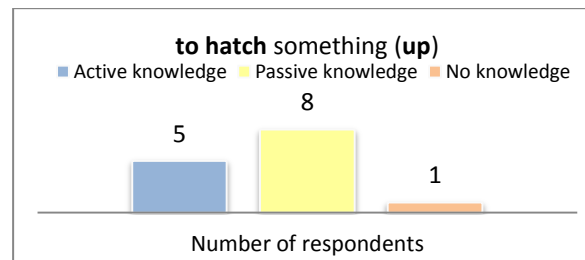 to hatch something (up)
Active knowledge Passive knowledge No knowledge
8
5
1
Number of respondents